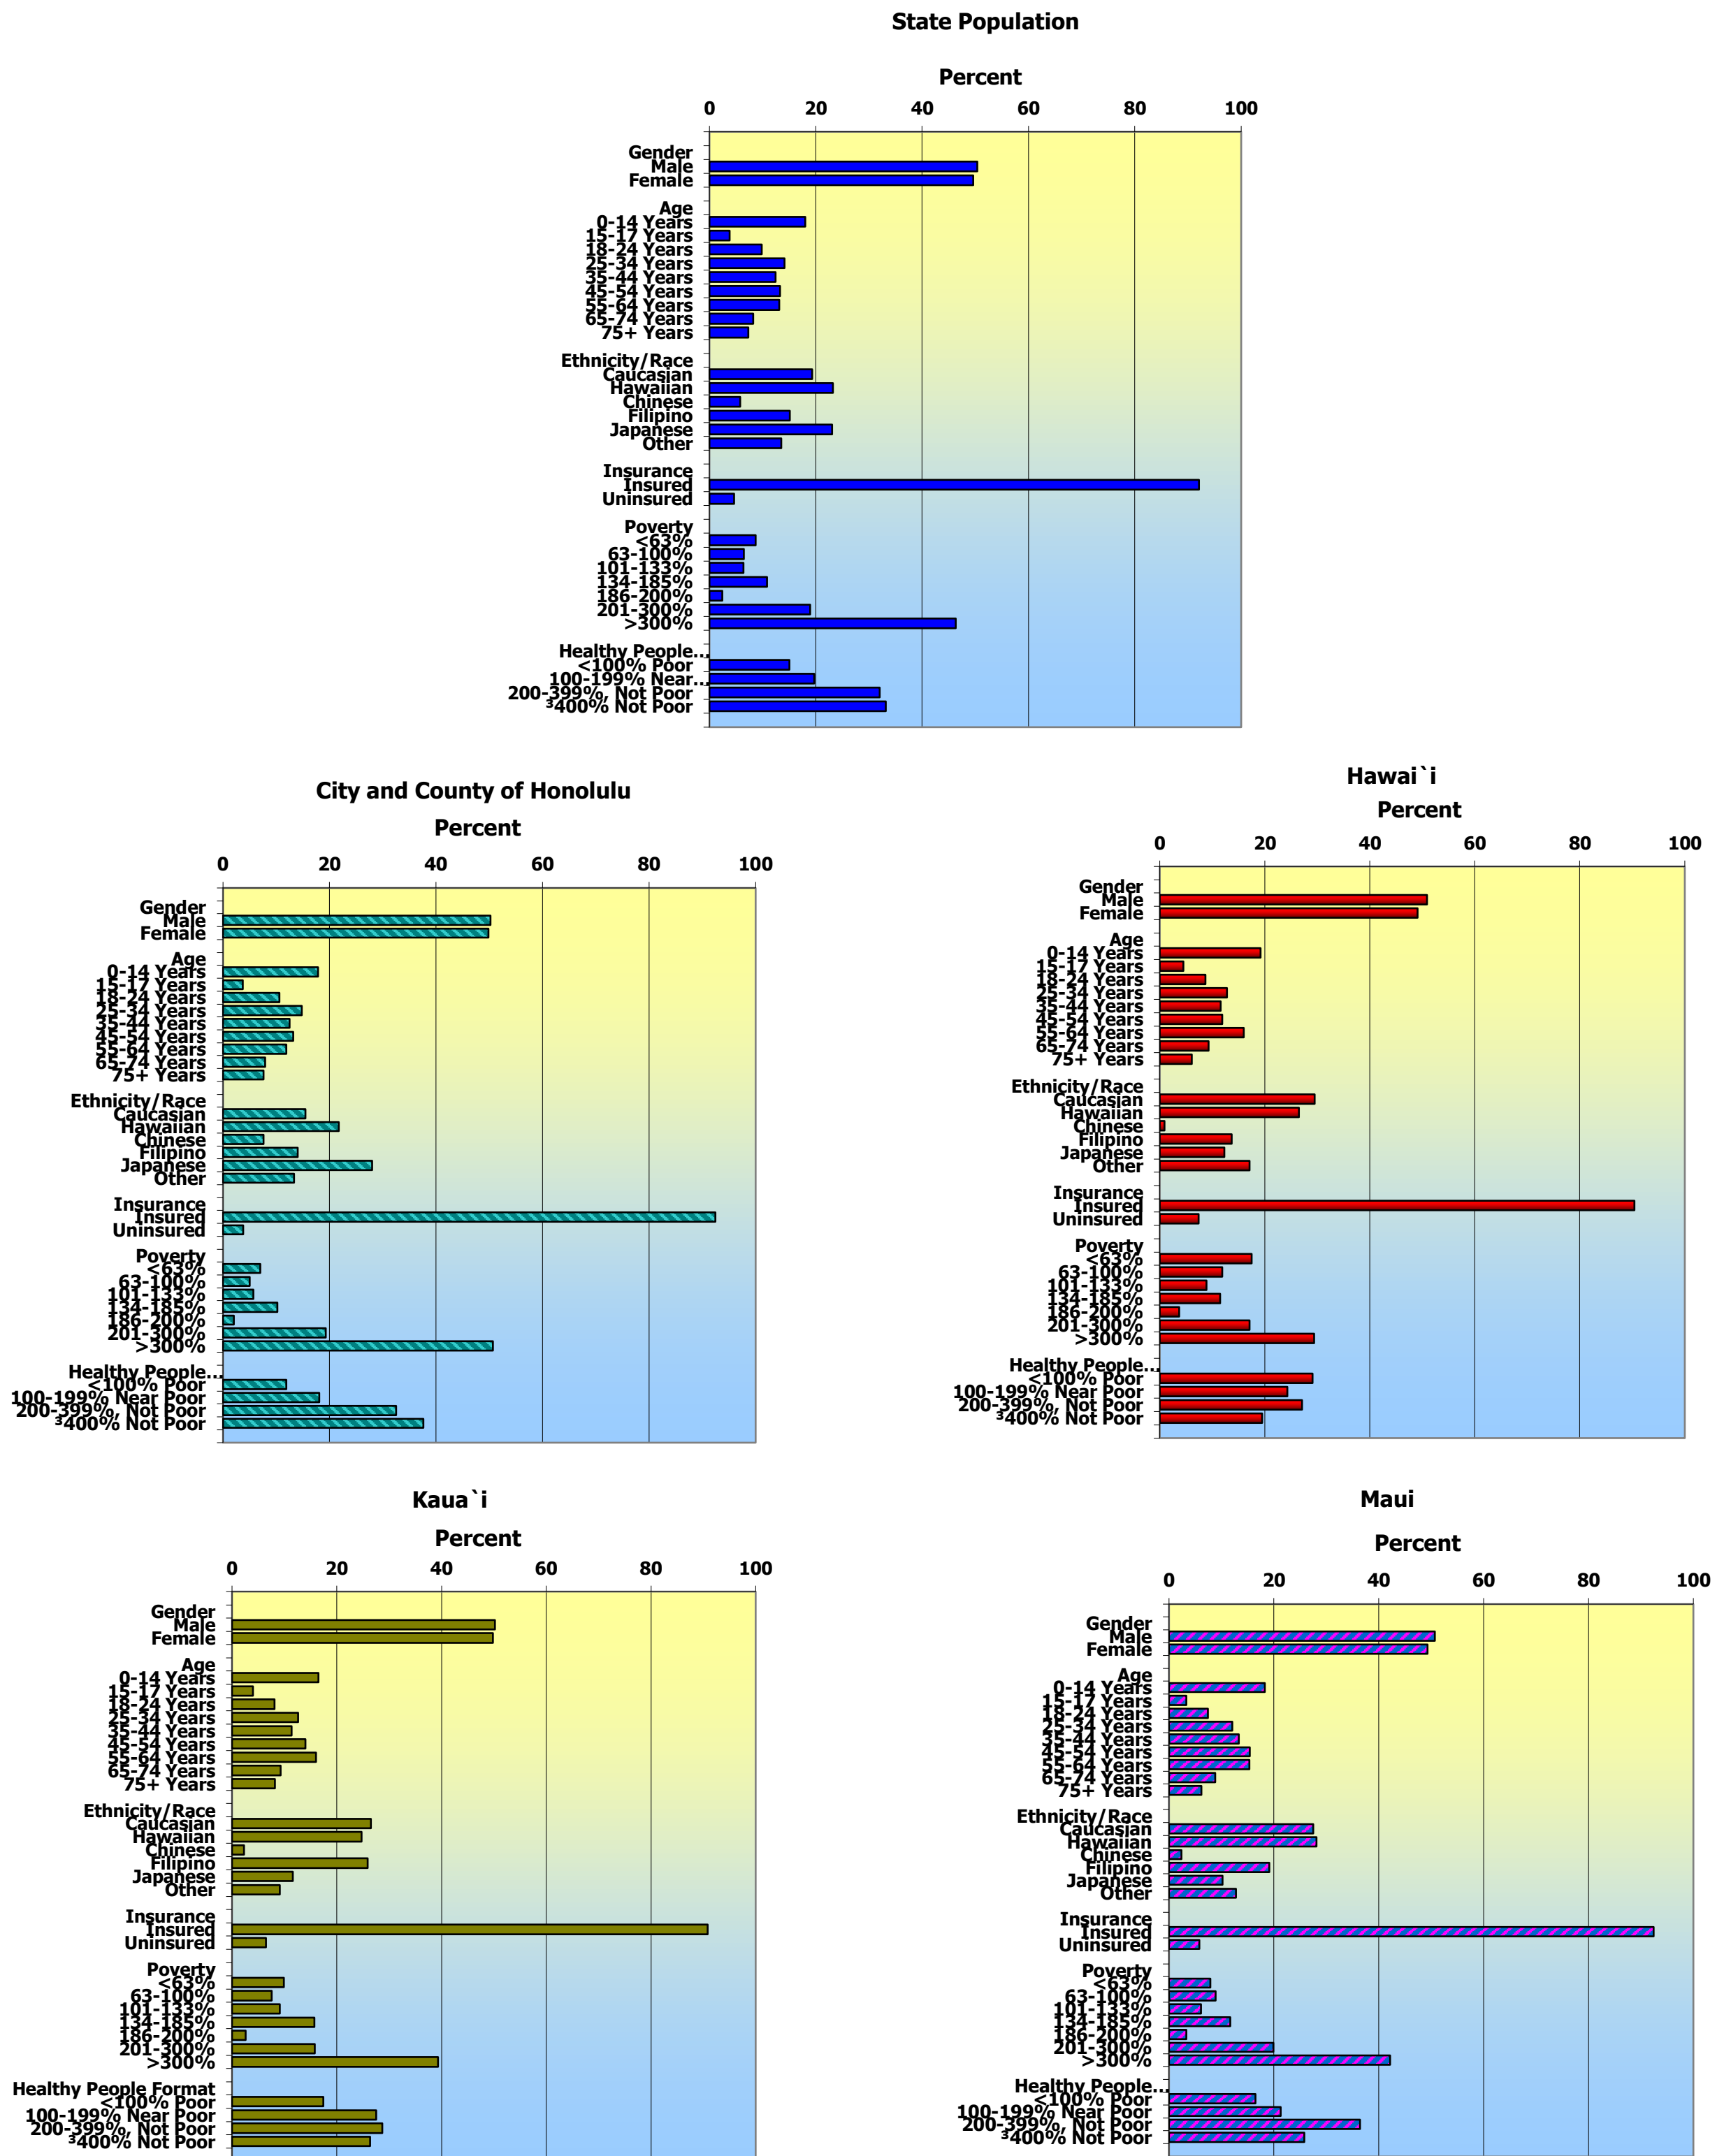 State Population
Percent
0 20 40 60 80 100
Gender
Male
Female
Age
0-14 Years
15-17 Years
18-24 Years
25-34 Years
35-44 Years
45-54 Years
55-64 Years
65-74 Years
75+ Years
Ethnicity/Race
Caucasian
Hawaiian
Chinese
Filipino
Japanese
Other
Insurance
Insured
Uninsured
Poverty
<63%
63-100%
101-133%
134-185%
186-200%
201-300%
>300%
Healthy People...
<100% Poor
100-199% Near...
200-399%, Not Poor
³400% Not Poor
City and County of Honolulu
Percent
0 20 40 60 80 100
Gender
Male
Female
Age
0-14 Years
15-17 Years
18-24 Years
25-34 Years
35-44 Years
45-54 Years
55-64 Years
65-74 Years
75+ Years
Ethnicity/Race
Caucasian
Hawaiian
Chinese
Filipino
Japanese
Other
Insurance
Insured
Uninsured
Poverty
<63%
63-100%
101-133%
134-185%
186-200%
201-300%
>300%
Healthy People...
<100% Poor
100-199% Near Poor
200-399%, Not Poor
³400% Not Poor
Hawai`i
Percent
0 20 40 60 80 100
Gender
Male
Female
Age
0-14 Years
15-17 Years
18-24 Years
25-34 Years
35-44 Years
45-54 Years
55-64 Years
65-74 Years
75+ Years
Ethnicity/Race
Caucasian
Hawaiian
Chinese
Filipino
Japanese
Other
Insurance
Insured
Uninsured
Poverty
<63%
63-100%
101-133%
134-185%
186-200%
201-300%
>300%
Healthy People...
<100% Poor
100-199% Near Poor
200-399%, Not Poor
³400% Not Poor
Kaua`i
Percent
0 20 40 60 80 100
Gender
Male
Female
Age
0-14 Years
15-17 Years
18-24 Years
25-34 Years
35-44 Years
45-54 Years
55-64 Years
65-74 Years
75+ Years
Ethnicity/Race
Caucasian
Hawaiian
Chinese
Filipino
Japanese
Other
Insurance
Insured
Uninsured
Poverty
<63%
63-100%
101-133%
134-185%
186-200%
201-300%
>300%
Healthy People Format
<100% Poor
100-199% Near Poor
200-399%, Not Poor
³400% Not Poor
Maui
Percent
0 20 40 60 80 100
Gender
Male
Female
Age
0-14 Years
15-17 Years
18-24 Years
25-34 Years
35-44 Years
45-54 Years
55-64 Years
65-74 Years
75+ Years
Ethnicity/Race
Caucasian
Hawaiian
Chinese
Filipino
Japanese
Other
Insurance
Insured
Uninsured
Poverty
<63%
63-100%
101-133%
134-185%
186-200%
201-300%
>300%
Healthy People...
<100% Poor
100-199% Near Poor
200-399%, Not Poor
³400% Not Poor